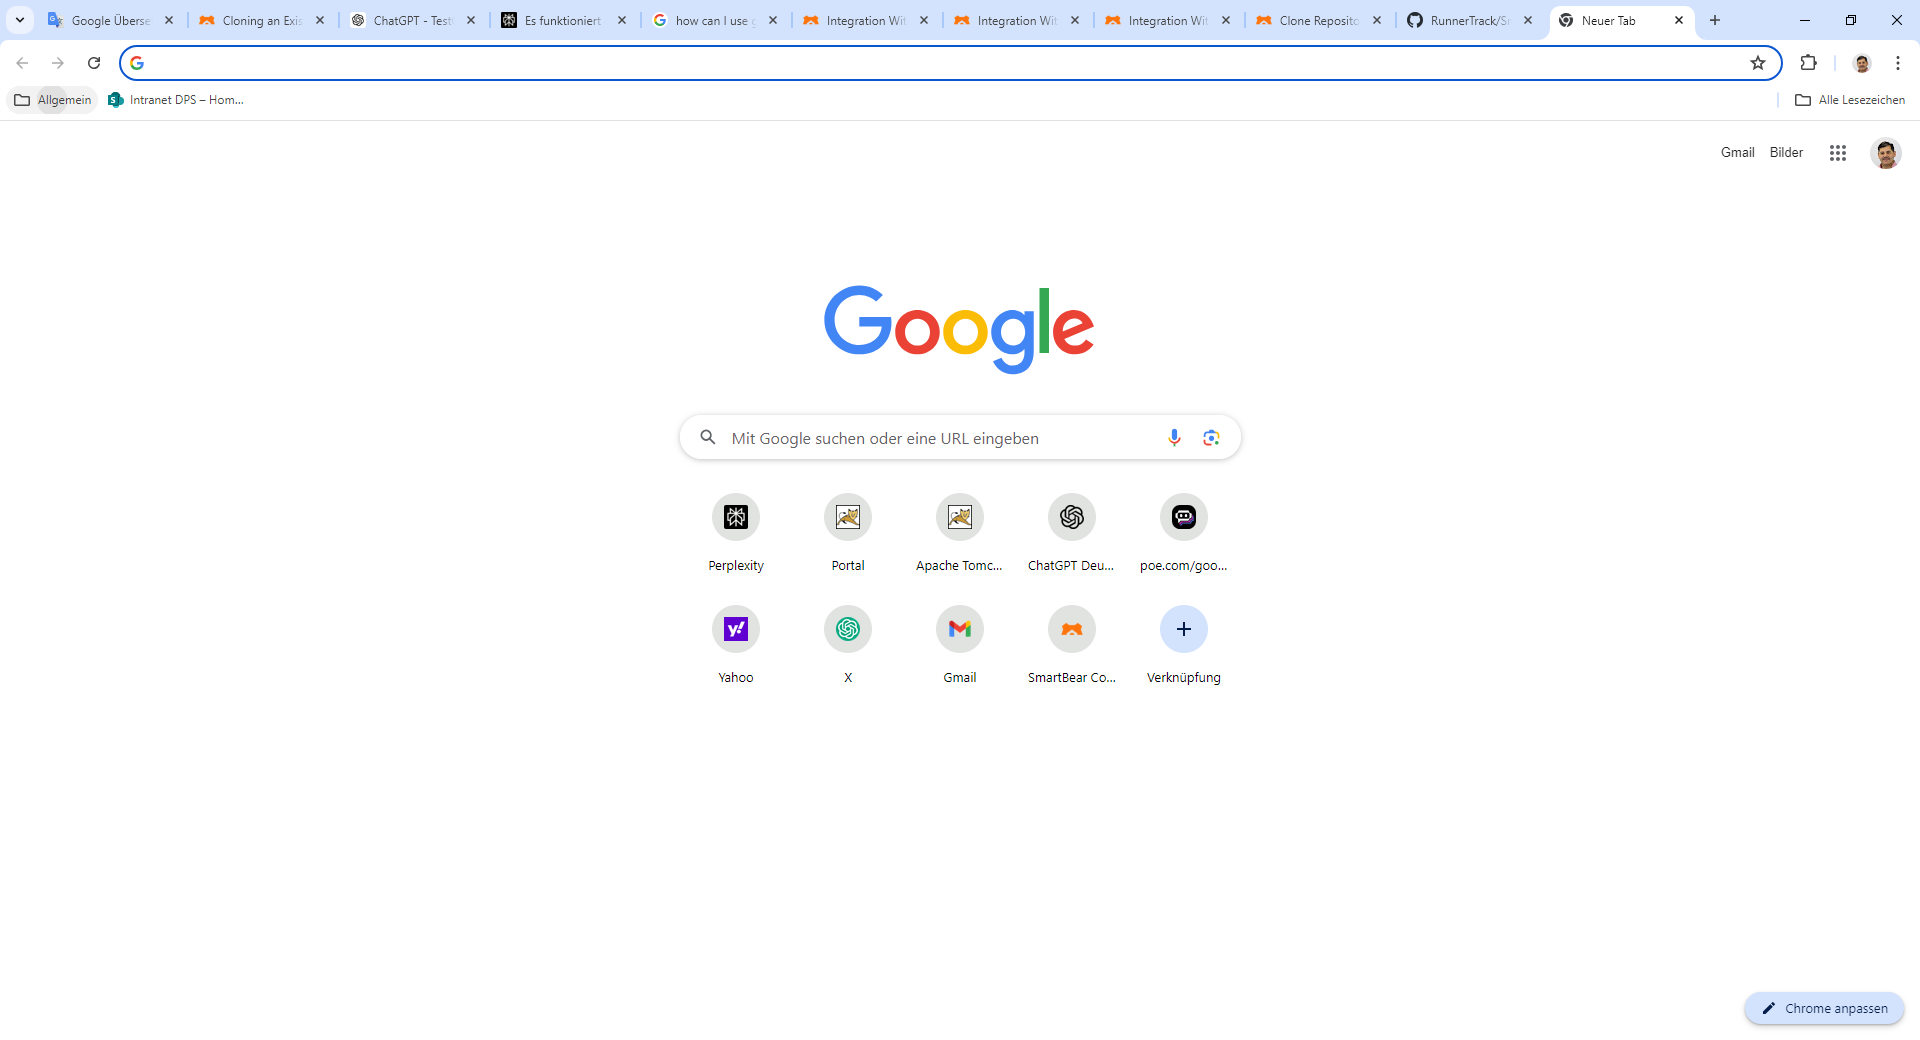 Google Überse
Cloning an Exis
ChatGPT - Test
Es funktioniert
how can I use g
Integration Wit
Integration Wit
Integration Wit
Clone Reposito
RunnerTrack/Sr
Neuer Tab
Allgemein
Intranet DPS – Hom...
Alle Lesezeichen
Gmail
Bilder
Google
Mit Google suchen oder eine URL eingeben
Perplexity
Portal
Apache Tomc...
ChatGPT Deu...
poe.com/goo...
Yahoo
X
Gmail
SmartBear Co...
Verknüpfung
Chrome anpassen